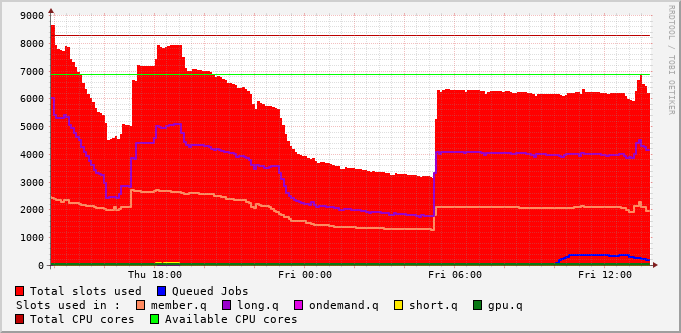 RRDTOOL / TOBI OETIKER
9000
8000
7000
6000
5000
4000
3000
2000
1000
0
Thu 18:00 Fri 00:00 Fri 06:00 Fri 12:00
Total slots used Queued Jobs
Slots used in : member.q long.q ondemand.q short.q gpu.q
Total CPU cores Available CPU cores